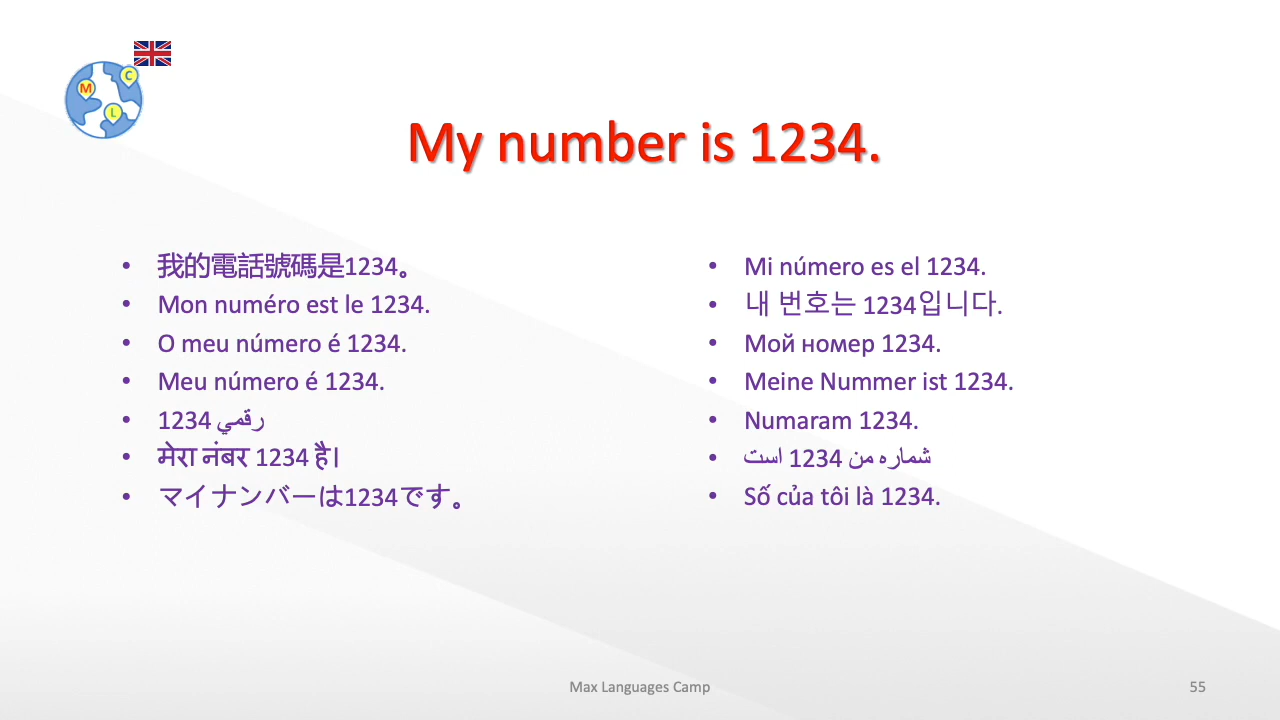 M
C
L
My number is 1234.
我的電話號碼是1234。
Mon numéro est le 1234.
O meu número é 1234.
Meu número é 1234.
رقمي 1234
मेरा नंबर 1234 है।
マイナンバーは1234です。
Mi número es el 1234.
내 번호는 1234입니다.
Мой номер 1234.
Meine Nummer ist 1234.
Numaram 1234.
شماره من 1234 است
Số của tôi là 1234.
Max Languages Camp
55